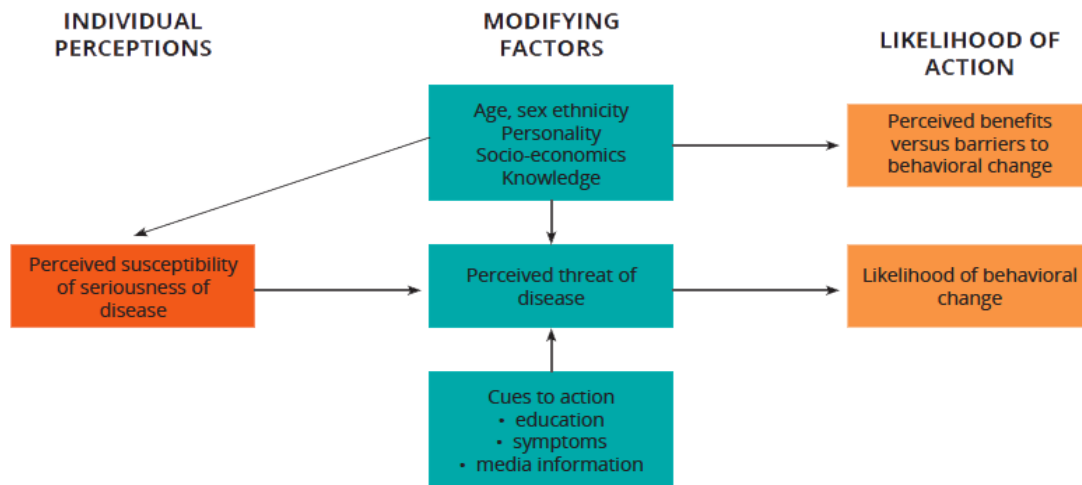 INDIVIDUAL
PERCEPTIONS
MODIFYING
FACTORS
LIKELIHOOD OF
ACTION
Age, sex ethnicity
Personality
Socio-economics
Knowledge
Perceived benefits
versus barriers to
behavioral change
Perceived susceptibility
of seriousness of
disease
Perceived threat of
disease
Likelihood of behavioral
change
Cues to action
• education
• symptoms
• media information